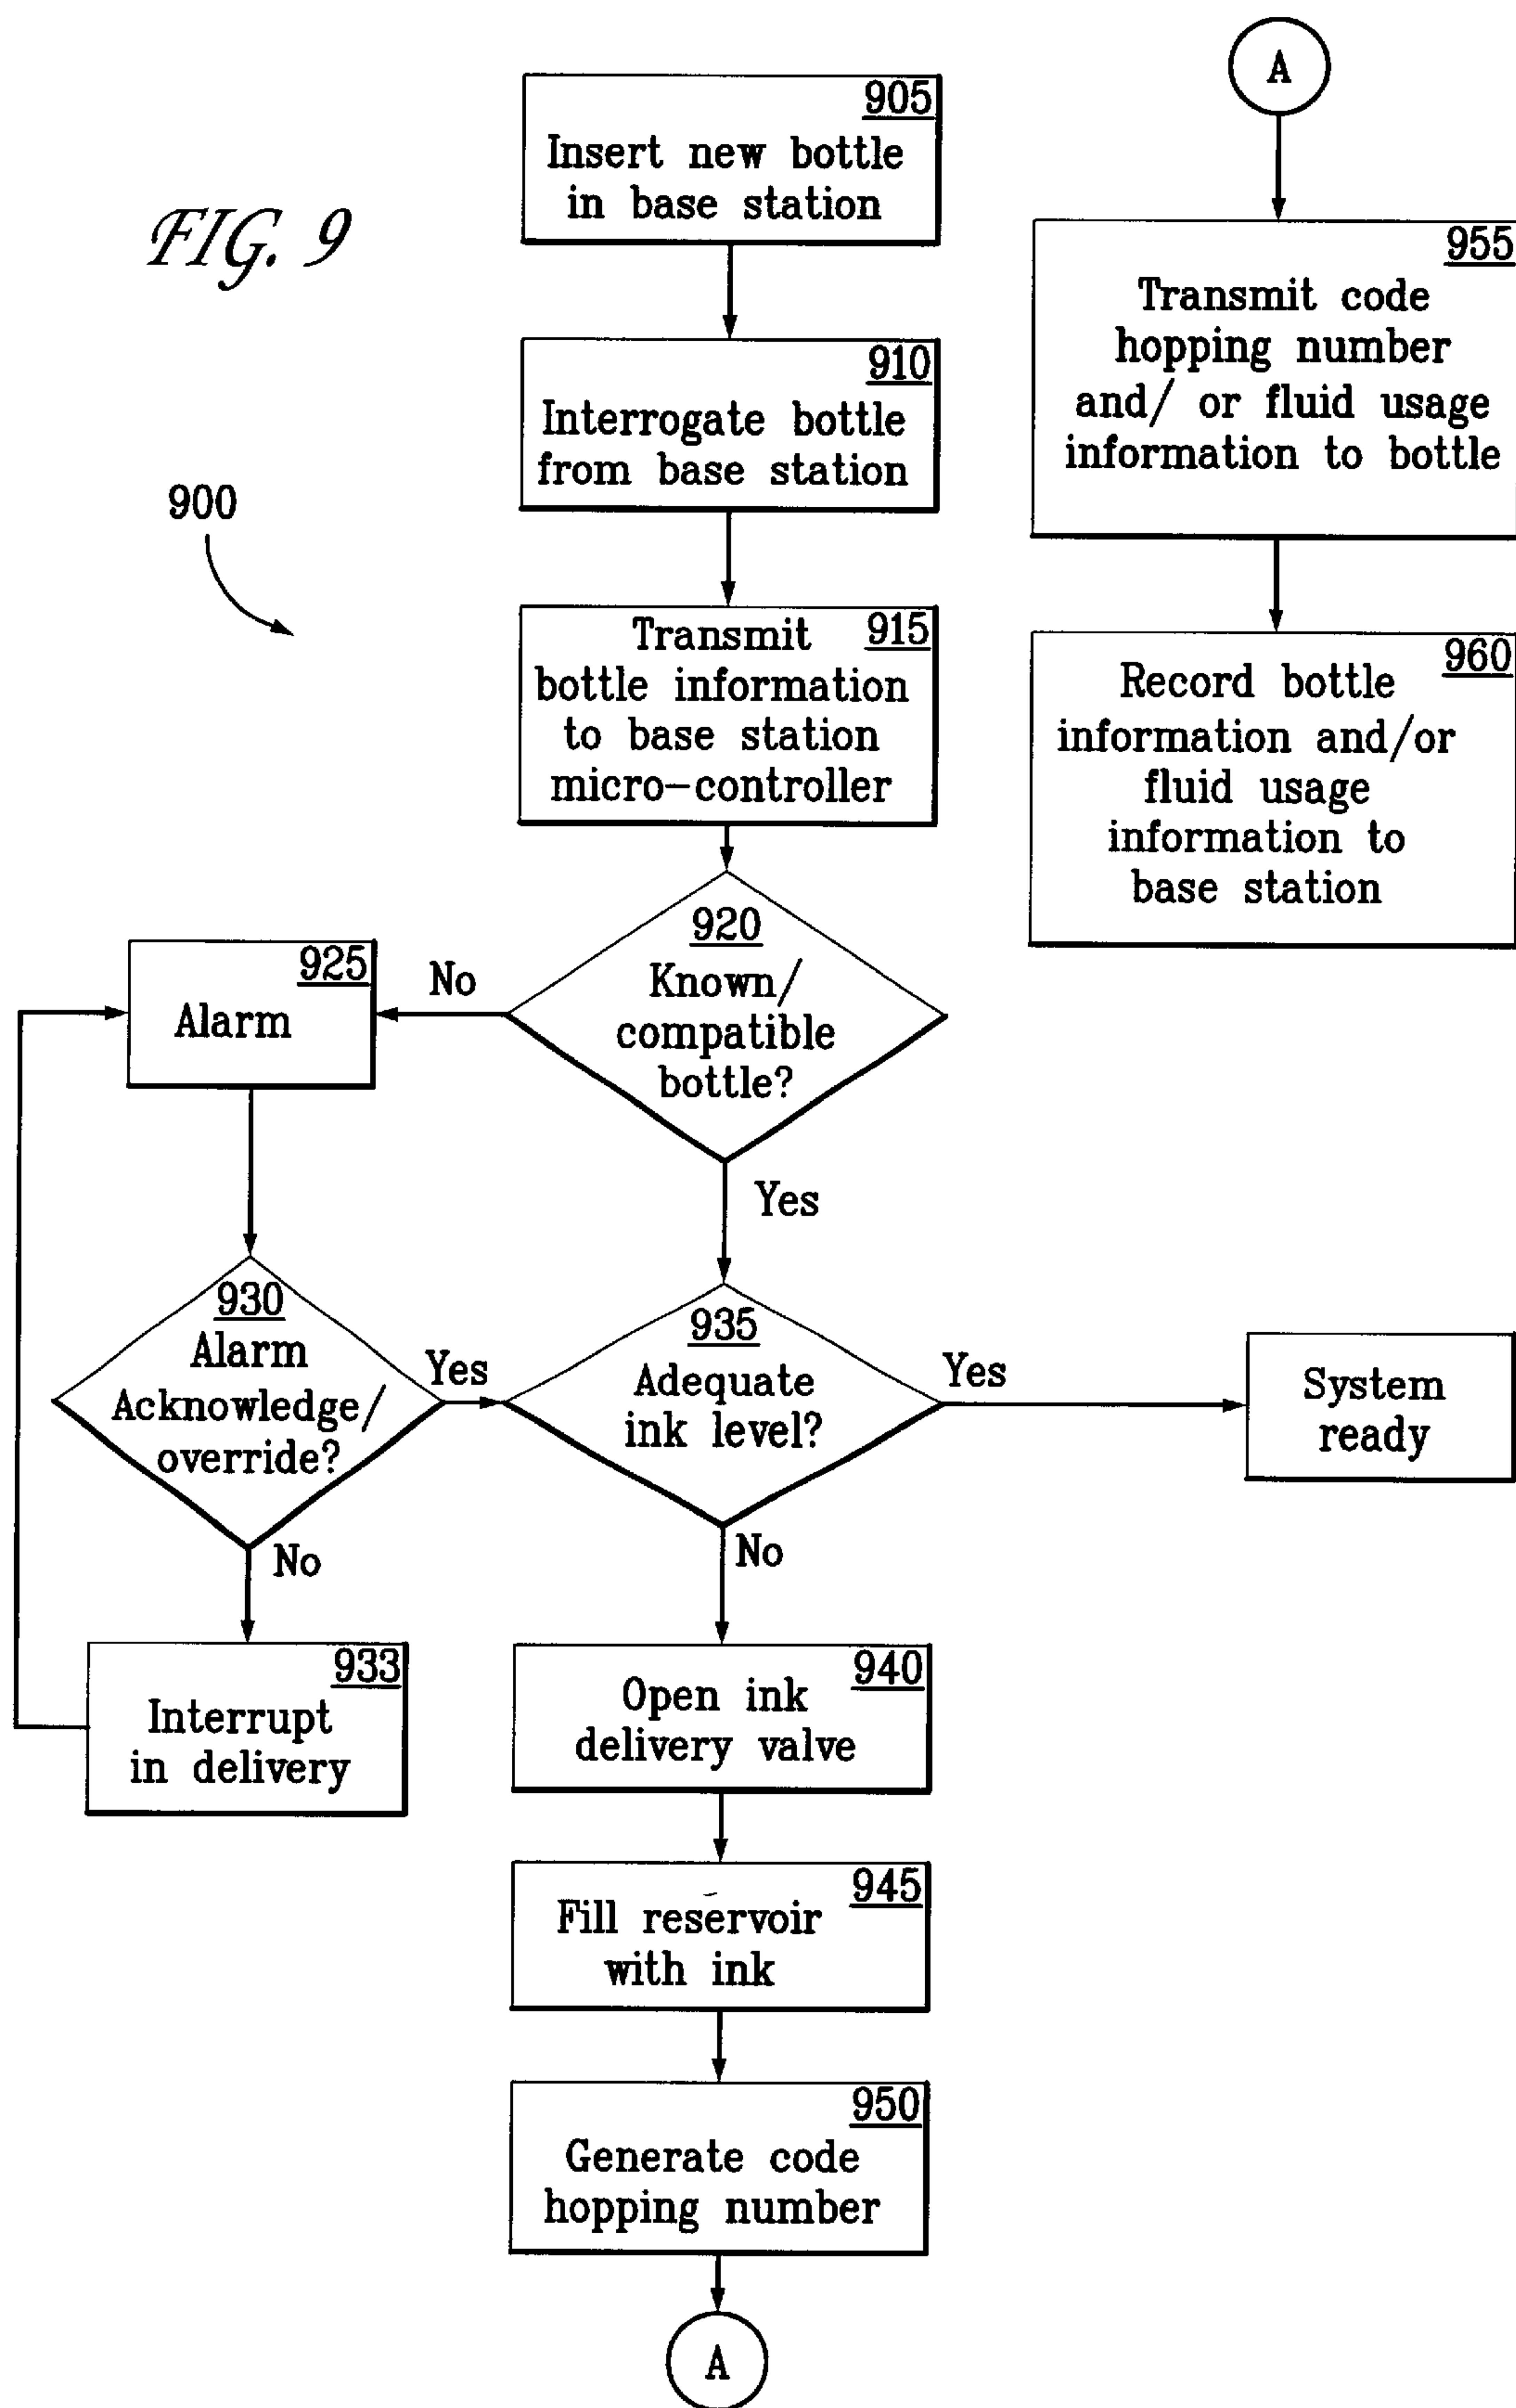 FIG. 9
900
905
Insert new bottle
in base station
910
Interrogate bottle
from base station
915
Transmit
bottle information
to base station
micro-controller
920
Known/
compatible
bottle?
No
Yes
925
Alarm
930
Alarm
Acknowledge/
override?
Yes
No
933
Interrupt
in delivery
935
Adequate
ink level?
Yes
System
ready
No
940
Open ink
delivery valve
945
Fill reservoir
with ink
950
Generate code
hopping number
A
A
955
Transmit code
hopping number
and/ or fluid usage
information to bottle
960
Record bottle
information and/or
fluid usage
information to
base station